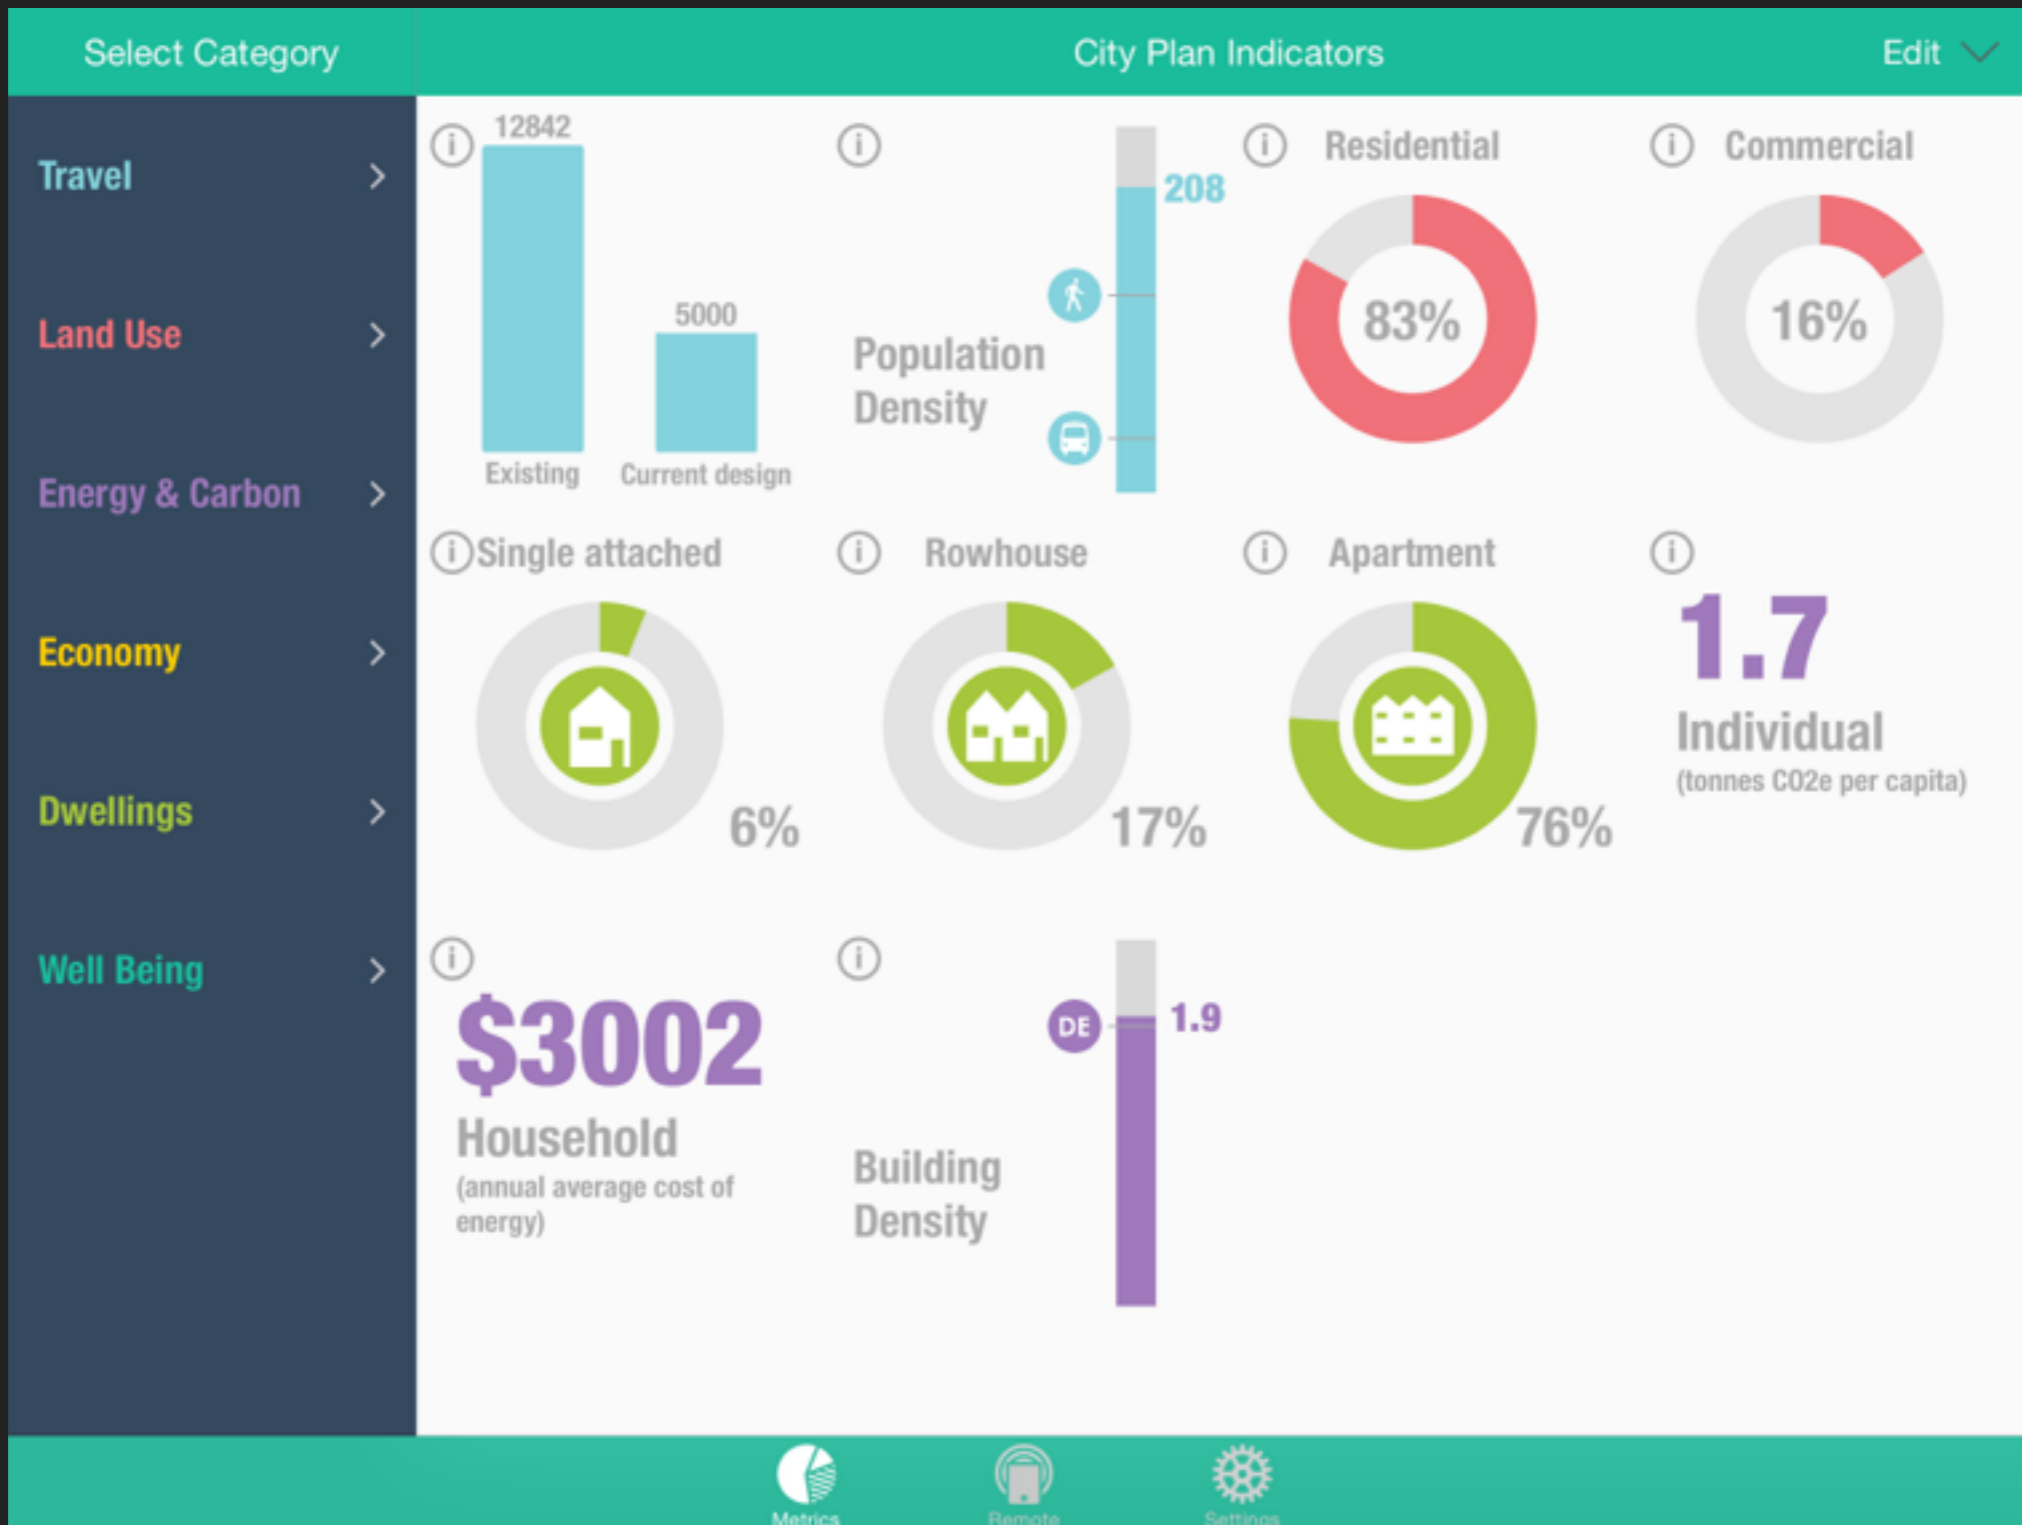 Select Category
City Plan Indicators
Edit
Travel
Land Use
Energy & Carbon
Economy
Dwellings
Well Being
12842
5000
Existing
Current design
208
Population
Density
Residential
83%
Commercial
16%
Single attached
6%
Rowhouse
17%
Apartment
76%
1.7
Individual
(tonnes CO2e per capita)
$3002
Household
(annual average cost of
energy)
DE
1.9
Building
Density
Metrics
Remote
Settings